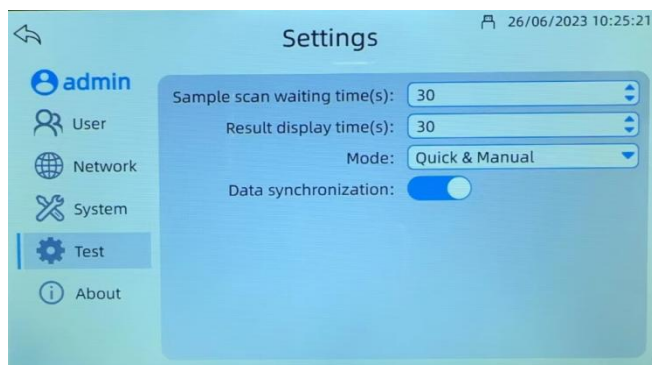 26/06/2023 10:25:21
Settings
admin
User
Network
System
Test
About
Sample scan waiting time(s): 30
Result display time(s): 30
Mode: Quick & Manual
Data synchronization: